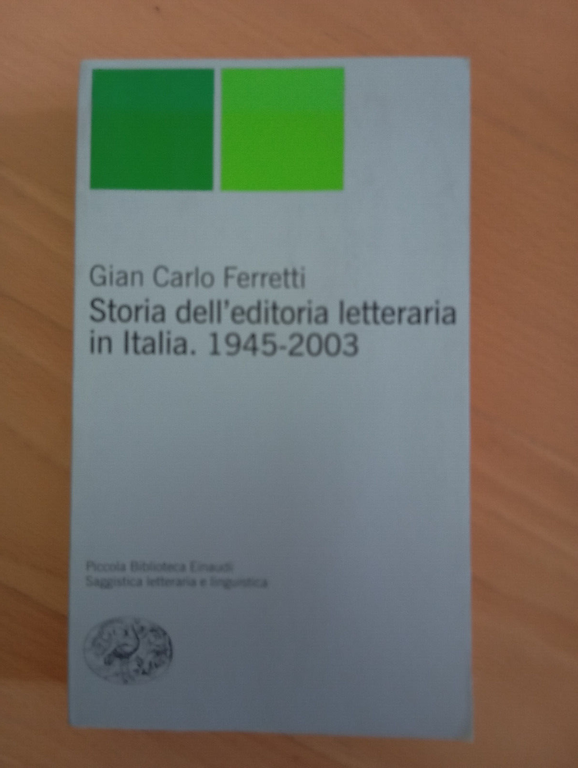 Gian Carlo Ferretti
Storia dell'editoria letteraria
in Italia. 1945-2003
Piccola Biblioteca Einaudi
Saggistica letteraria e linguistica